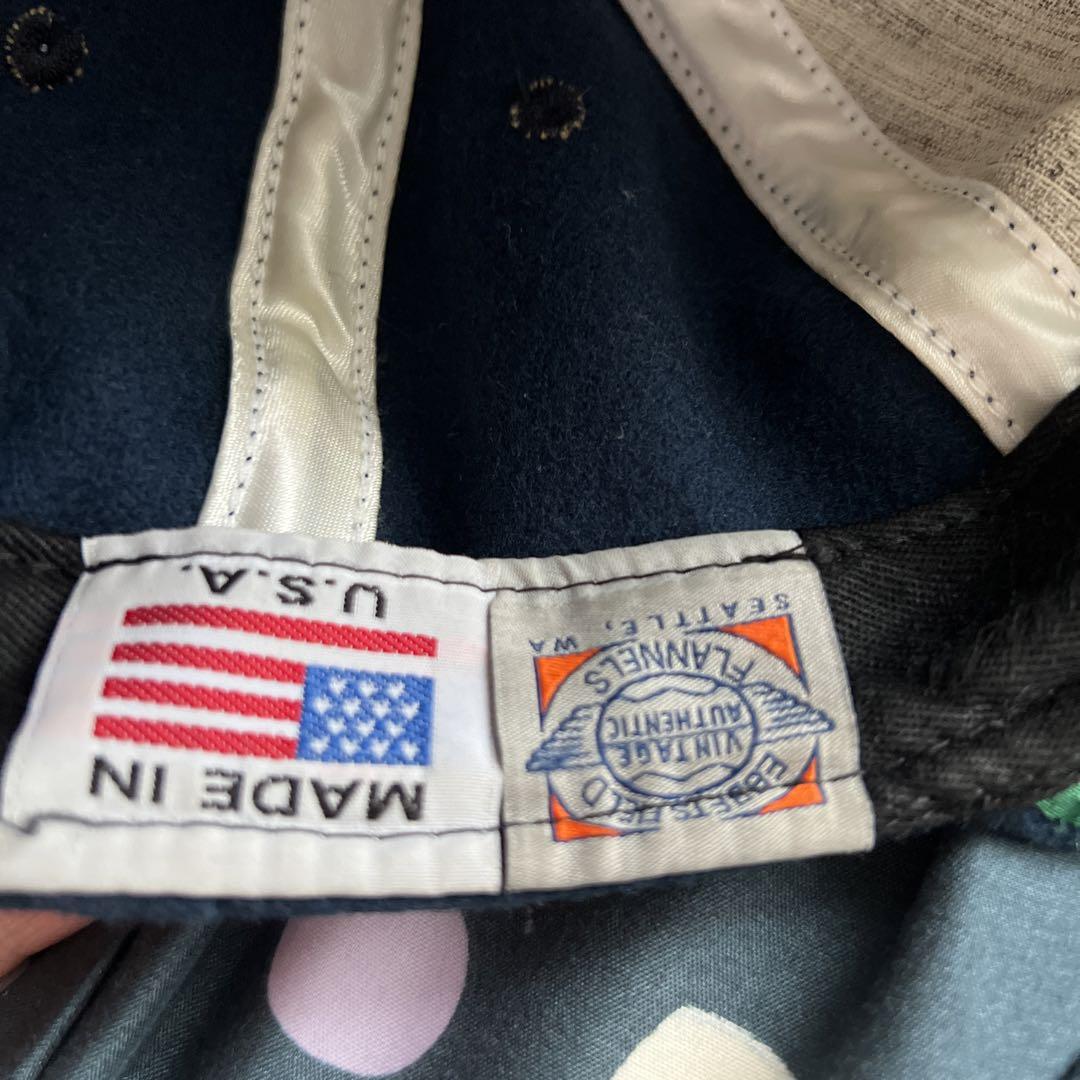 MADE IN
U.S.A.
EBBETS FIELD
FLANNELS
VINTAGE
AUTHENTIC
SEATTLE, WA